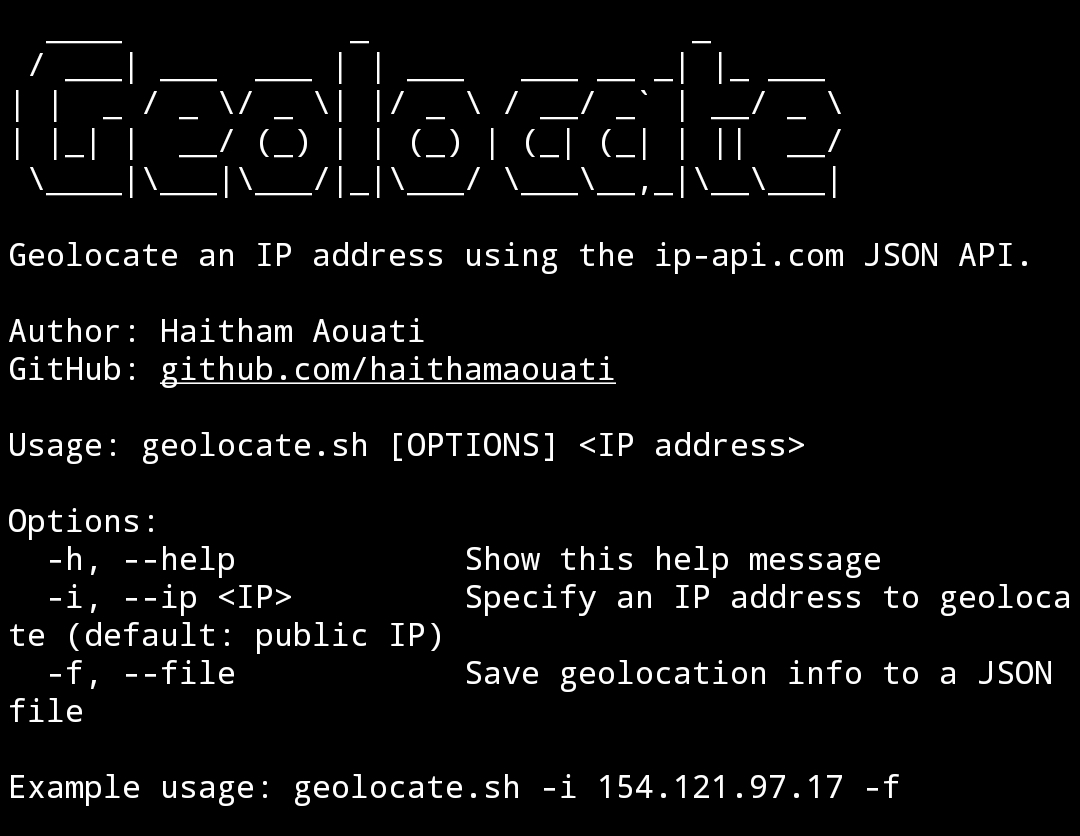 Geolocate
Geolocate an IP address using the ip-api.com JSON API.
Author: Haitham Aouati
GitHub: github.com/haithamaouati
Usage: geolocate.sh [OPTIONS] <IP address>
Options:
-h, --help Show this help message
-i, --ip <IP> Specify an IP address to geoloca
te (default: public IP)
-f, --file Save geolocation info to a JSON
file
Example usage: geolocate.sh -i 154.121.97.17 -f